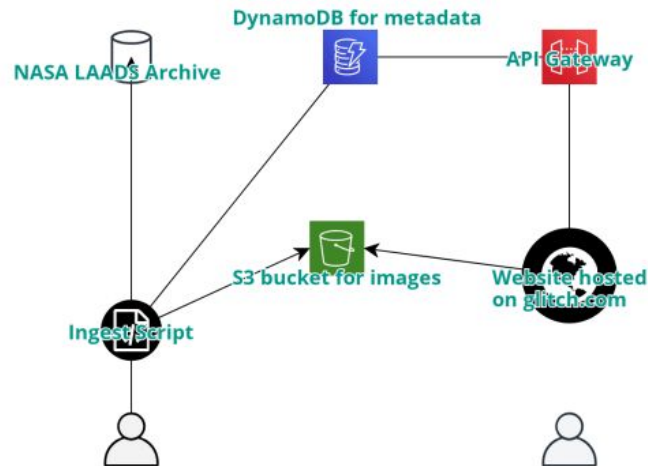 DynamoDB for metadata
NASA LAADS Archive
API Gateway
S3 bucket for images
Website hosted
on glitch.com
Ingest Script